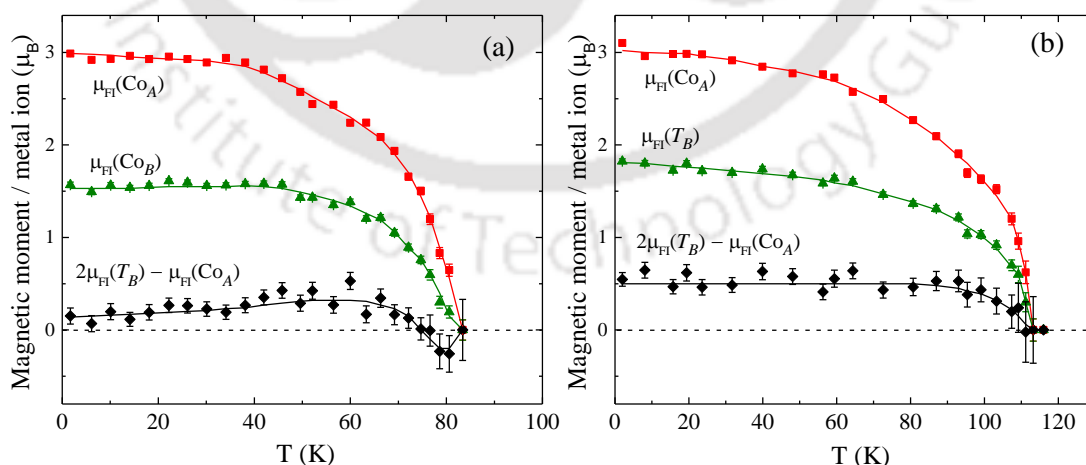 (a)
μFI(CoA)
μFI(CoB)
2μFI(TB) − μFI(CoA)
Magnetic moment / metal ion (μB)
3
2
1
0
0 20 40 60 80 100
T (K)
(b)
μFI(CoA)
μFI(TB)
2μFI(TB) − μFI(CoA)
Magnetic moment / metal ion (μB)
3
2
1
0
0 20 40 60 80 100 120
T (K)
Institute of Technology Gu